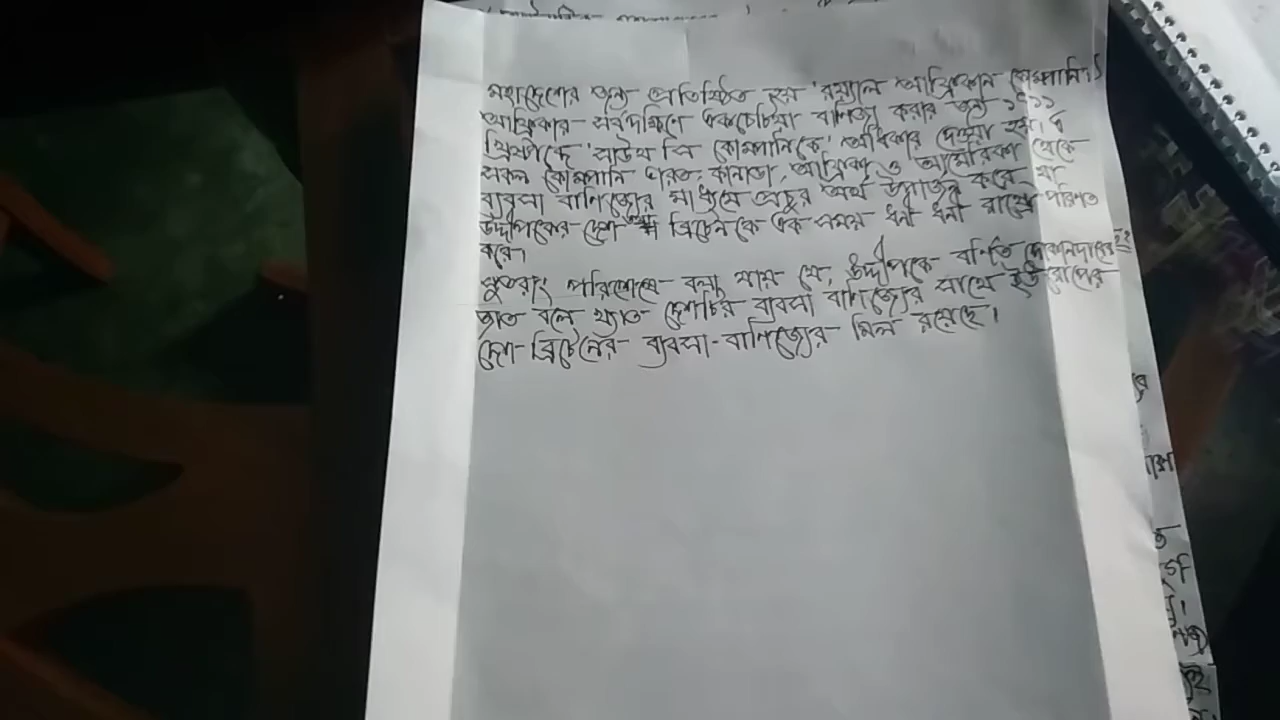 মহাদেশের জন্য প্রতিষ্ঠিত হয় 'রয়্যাল আফ্রিকান কোম্পানি'।
আফ্রিকার সর্বদক্ষিণে একচেটিয়া বাণিজ্য করার জন্য ১৭১১
খ্রিষ্টাব্দে 'সাউথ সি কোম্পানিকে' অধিকার দেওয়া হয়। এ
সকল কোম্পানি ভারত, কানাডা, আফ্রিকা ও আমেরিকা থেকে
ব্যবসা বাণিজ্যের মাধ্যমে প্রচুর অর্থ উপার্জন করে যা
উদ্দীপকের দেশ ব্রিটেনকে এক সময় ধনী ধনী রাষ্ট্রে পরিণত
করে।
সুতরাং পরিশেষে বলা যায় যে, উদ্দীপকে বর্ণিত দোকানদারের
জাত বলে খ্যাত দেশটির ব্যবসা বাণিজ্যের সাথে ইউরোপের
দেশ ব্রিটেনের ব্যবসা-বাণিজ্যের মিল রয়েছে।